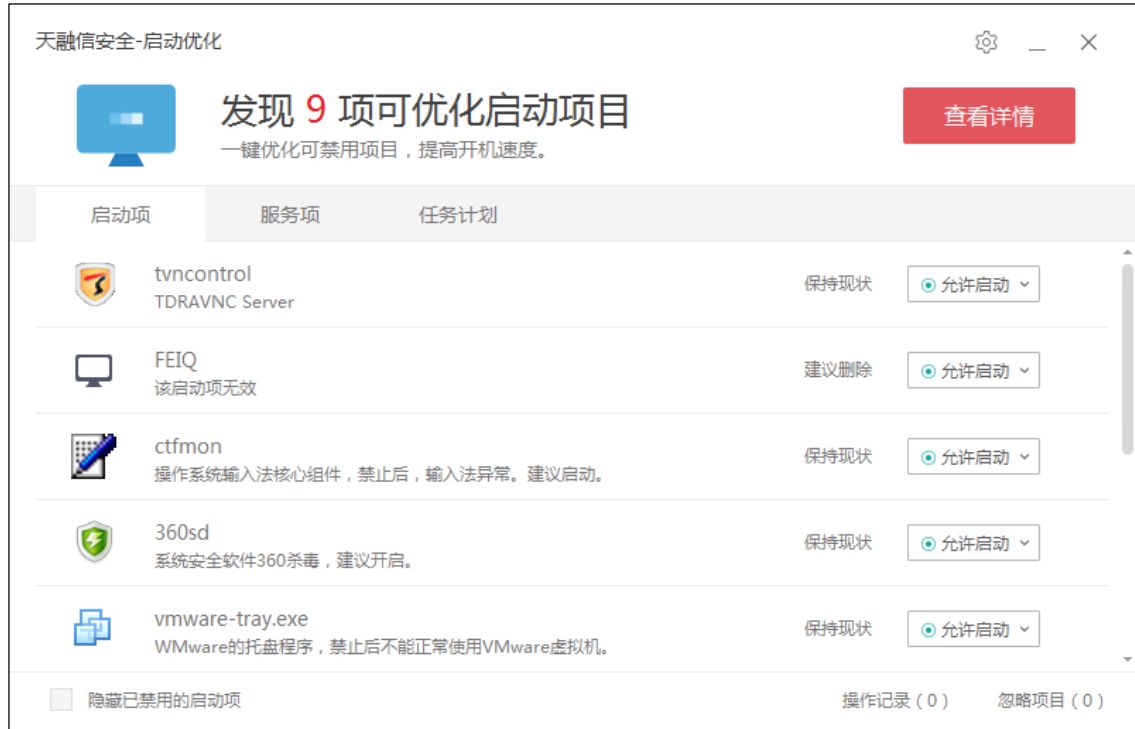 天融信安全-启动优化
发现 9 项可优化启动项目
一键优化可禁用项目，提高开机速度。
查看详情
启动项 服务项 任务计划
tvncontrol
TDRAVNC Server
保持现状 允许启动
FEIQ
该启动项无效
建议删除 允许启动
ctfmon
操作系统输入法核心组件，禁止后，输入法异常。建议启动。
保持现状 允许启动
360sd
系统安全软件360杀毒，建议开启。
保持现状 允许启动
vmware-tray.exe
WMware的托盘程序，禁止后不能正常使用VMware虚拟机。
保持现状 允许启动
隐藏已禁用的启动项 操作记录（0） 忽略项目（0）